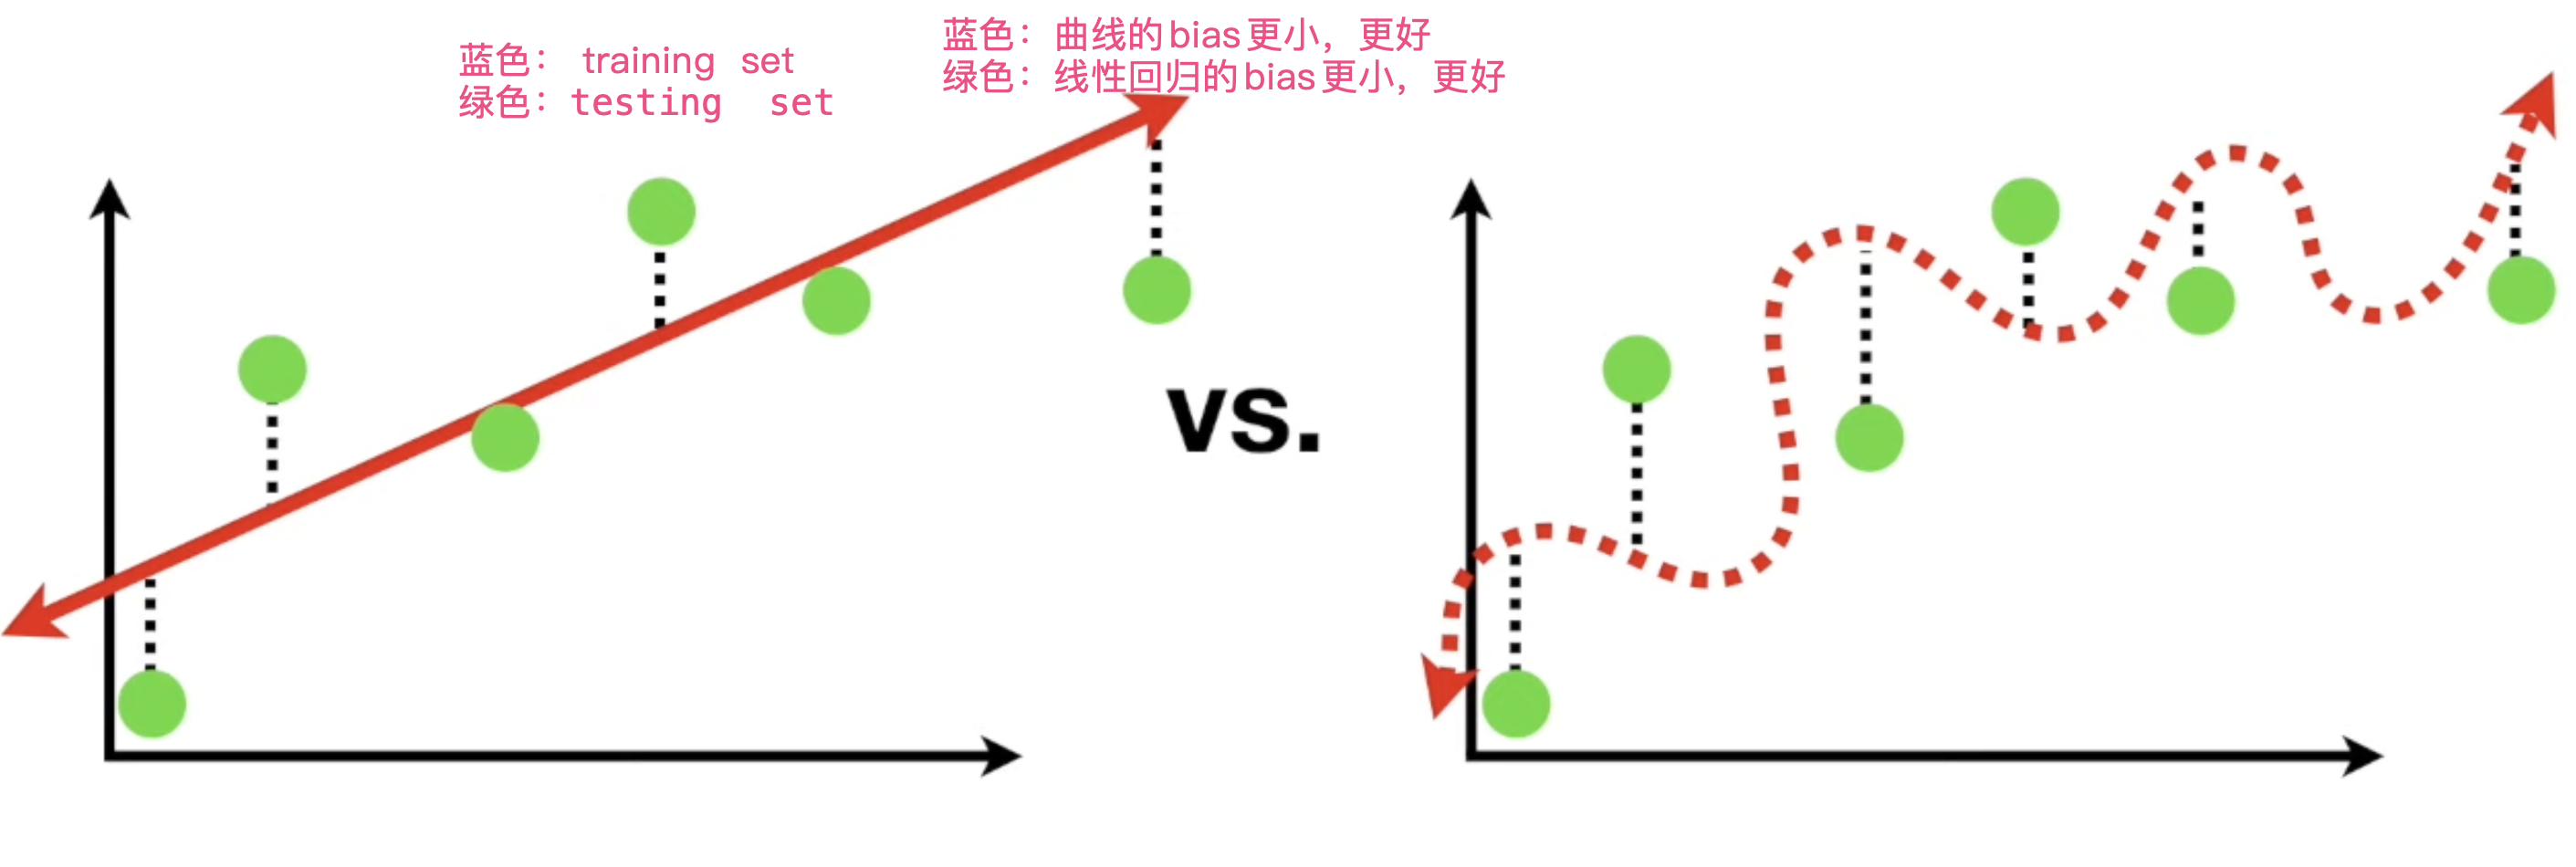 蓝色： training set
绿色：testing set
蓝色：曲线的bias更小，更好
绿色：线性回归的bias更小，更好
vs.